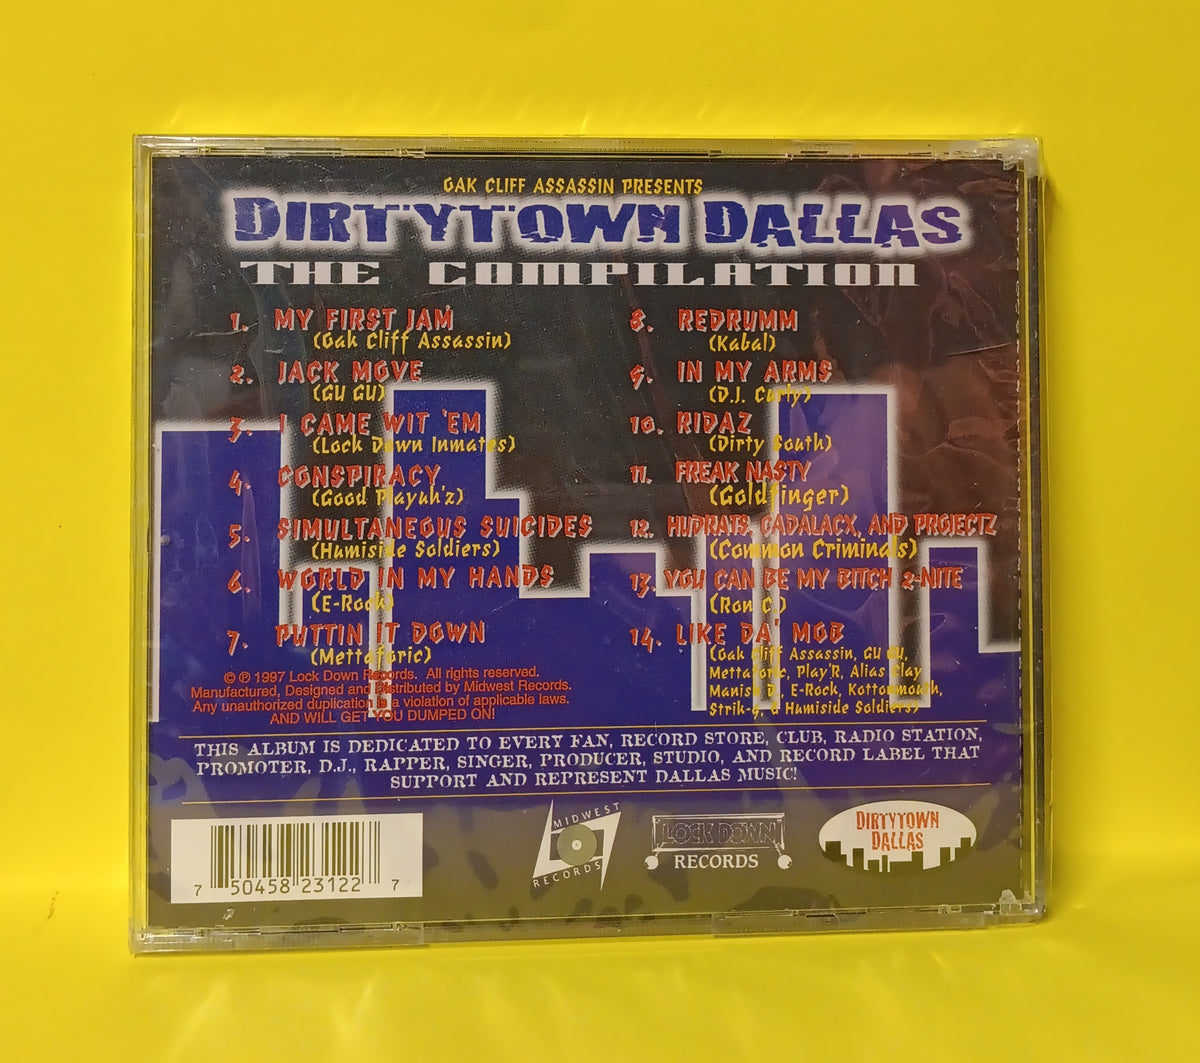 OAK CLIFF ASSASSIN PRESENTS
DIRTYTOWN DALLAS
THE COMPILATION
1. MY FIRST JAM
(Oak Cliff Assassin)
2. JACK MOVE
(GU GU)
3. I CAME WIT 'EM
(Lock Down Inmates)
4. CONSPIRACY
(Good Playuh'z)
5. SIMULTANEOUS SUICIDES
(Humiside Soldiers)
6. WORLD IN MY HANDS
(E-Rock)
7. PUTTIN IT DOWN
(Mettaforic)
© ℗ 1997 Lock Down Records. All rights reserved.
Manufactured, Designed and Distributed by Midwest Records.
Any unauthorized duplication is a violation of applicable laws.
AND WILL GET YOU DUMPED ON!
8. REDRUMM
(Kabal)
9. IN MY ARMS
(D.J. Curly)
10. RIDAZ
(Dirty South)
11. FREAK NASTY
(Goldfinger)
12. HUDRATS, CADALACX, AND PROJECTZ
(Common Criminals)
13. YOU CAN BE MY BITCH 2-NITE
(Ron C)
14. LIKE DA' MOB
(Oak Cliff Assassin, GU GU,
Mettaforic, Play'R, Alias Clay
Manish D., E-Rock, Kottonmouth,
Strik-9, & Humiside Soldiers)
THIS ALBUM IS DEDICATED TO EVERY FAN, RECORD STORE, CLUB, RADIO STATION,
PROMOTER, D.J., RAPPER, SINGER, PRODUCER, STUDIO, AND RECORD LABEL THAT
SUPPORT AND REPRESENT DALLAS MUSIC!
7 50458 23122 7
MIDWEST
RECORDS
LOCK DOWN
RECORDS
DIRTYTOWN
DALLAS